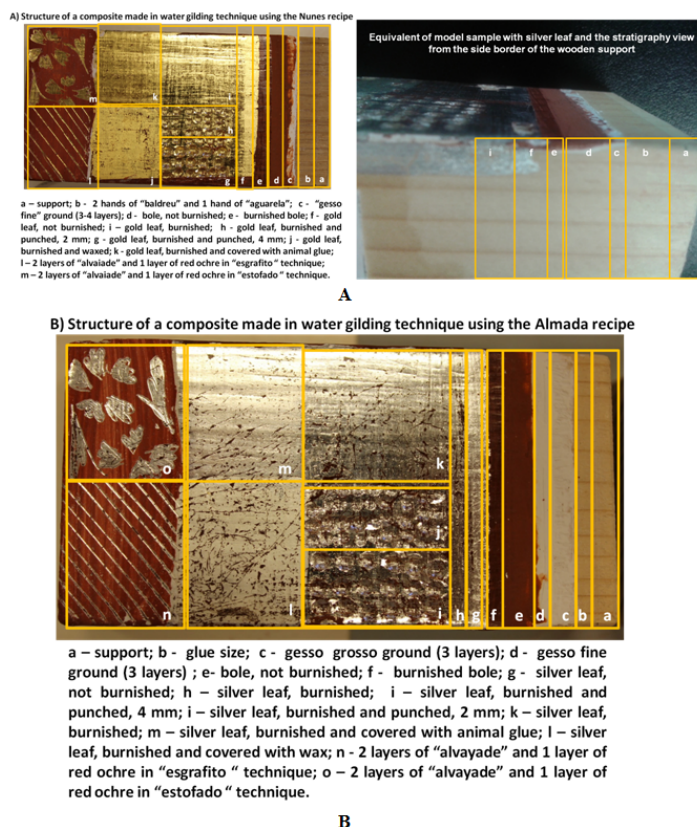 A) Structure of a composite made in water gilding technique using the Nunes recipe
m
k
i
h
l
j
g
f
e
d
c
b
a
a – support; b - 2 hands of “baldreu” and 1 hand of “aguarela”; c - “gesso
fine” ground (3-4 layers); d - bole, not burnished; e - burnished bole; f - gold
leaf, not burnished; i – gold leaf, burnished; h - gold leaf, burnished and
punched, 2 mm; g - gold leaf, burnished and punched, 4 mm; j - gold leaf,
burnished and waxed; k - gold leaf, burnished and covered with animal glue;
l – 2 layers of “alvaiade” and 1 layer of red ochre in “esgrafito” technique;
m – 2 layers of “alvaiade” and 1 layer of red ochre in “estofado” technique.
Equivalent of model sample with silver leaf and the stratigraphy view
from the side border of the wooden support
i
f
e
d
c
b
a
A
B) Structure of a composite made in water gilding technique using the Almada recipe
o
m
k
j
n
l
i
h
g
f
e
d
c
b
a
a – support; b - glue size; c - gesso grosso ground (3 layers); d - gesso fine
ground (3 layers) ; e- bole, not burnished; f - burnished bole; g - silver leaf,
not burnished; h – silver leaf, burnished; i – silver leaf, burnished and
punched, 4 mm; i – silver leaf, burnished and punched, 2 mm; k – silver leaf,
burnished; m – silver leaf, burnished and covered with animal glue; l – silver
leaf, burnished and covered with wax; n - 2 layers of “alvayade” and 1 layer of
red ochre in “esgrafito “ technique; o – 2 layers of “alvayade” and 1 layer of
red ochre in “estofado “ technique.
B